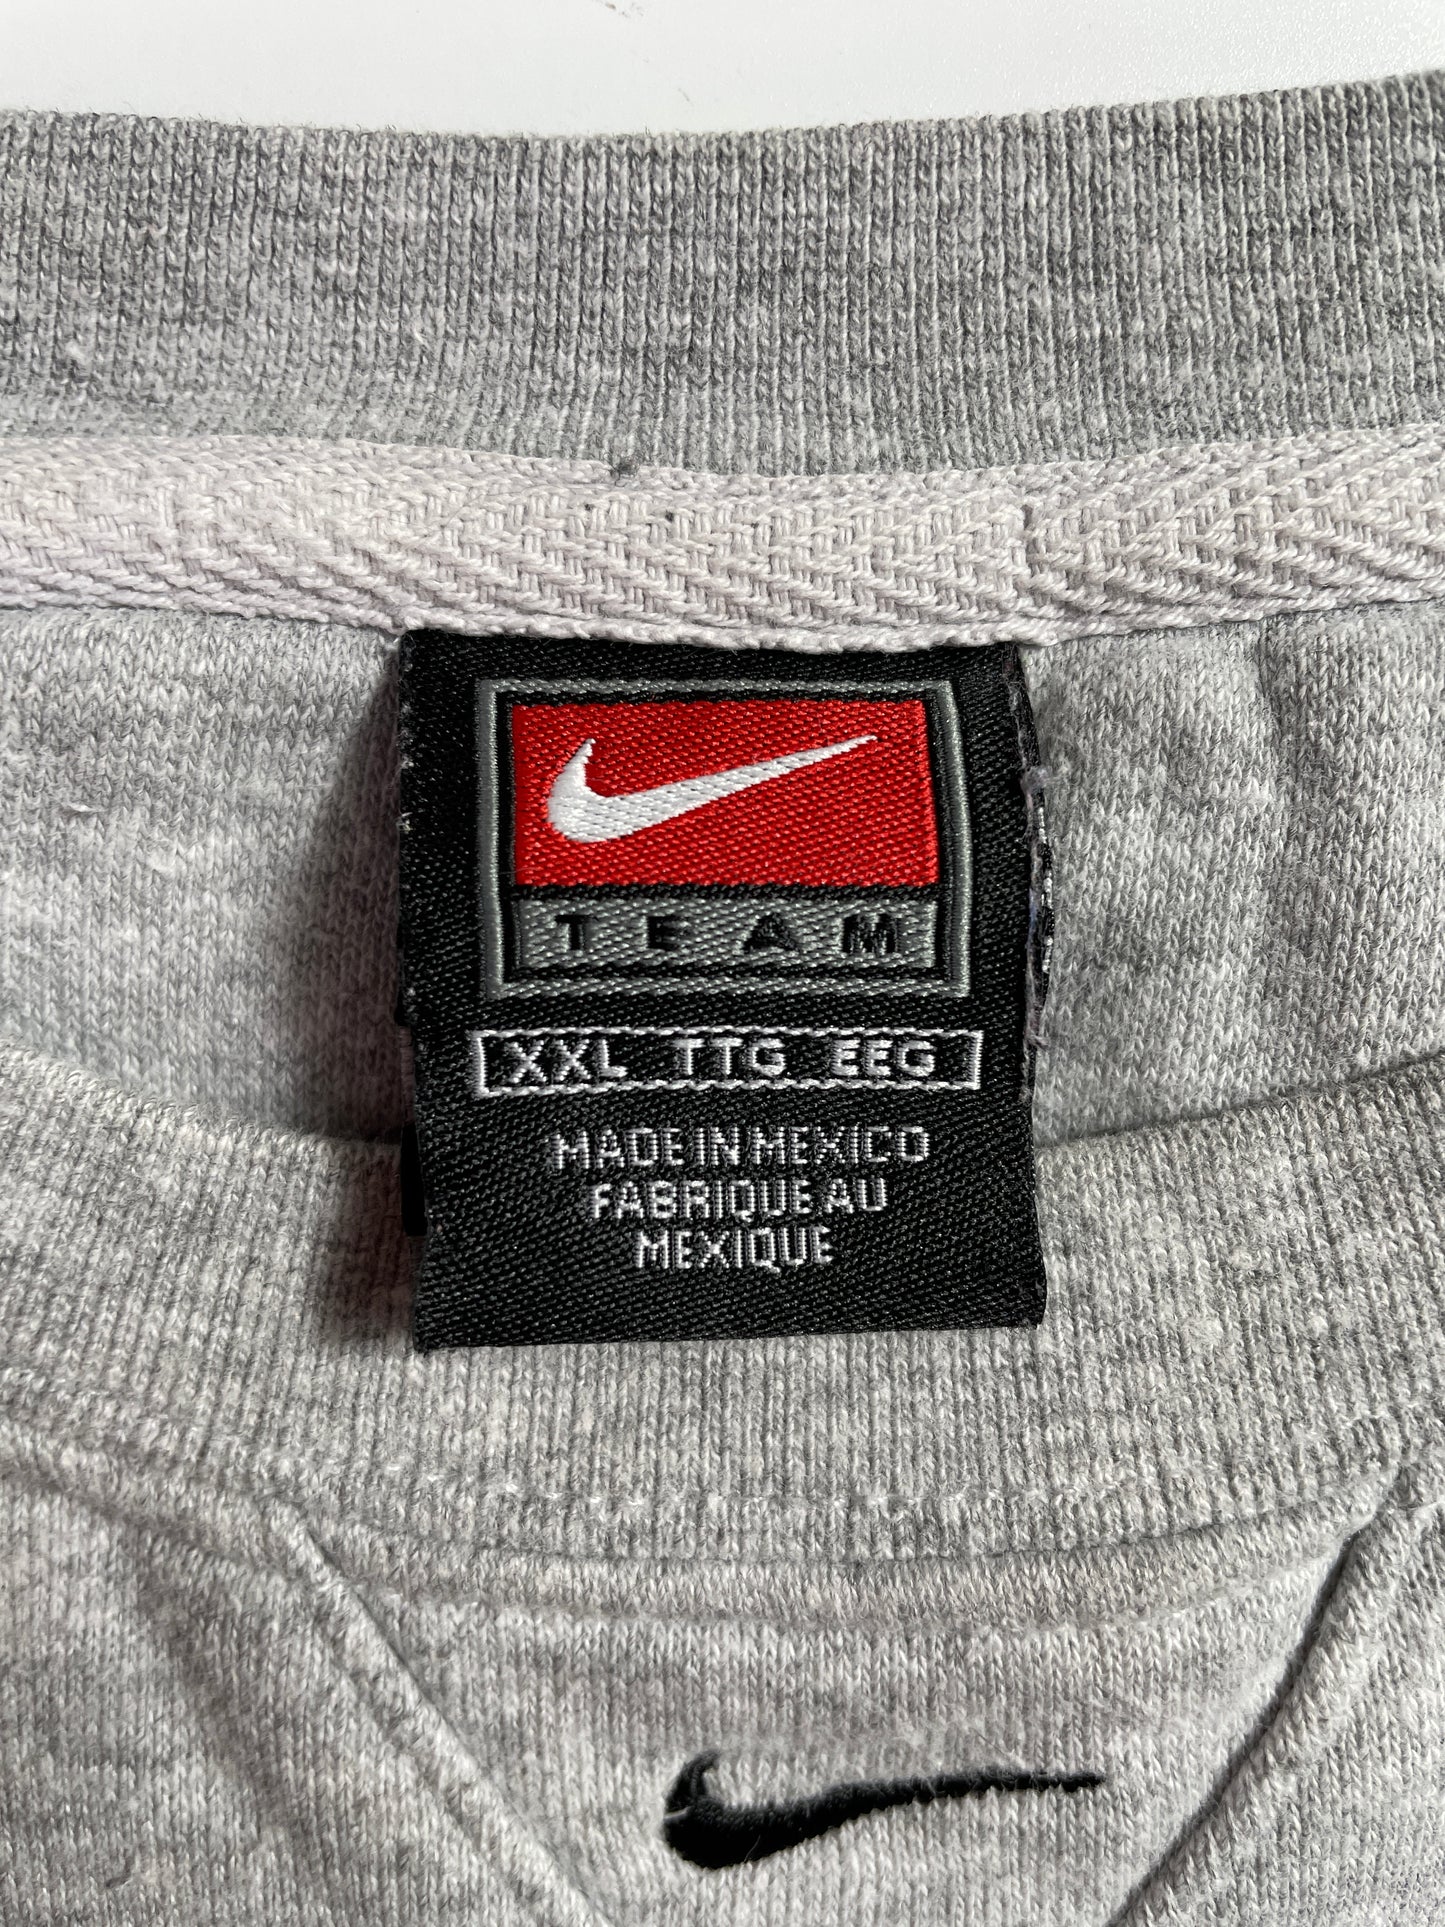 TEAM
XXL TTG EEG
MADE IN MEXICO
FABRIQUE AU
MEXIQUE